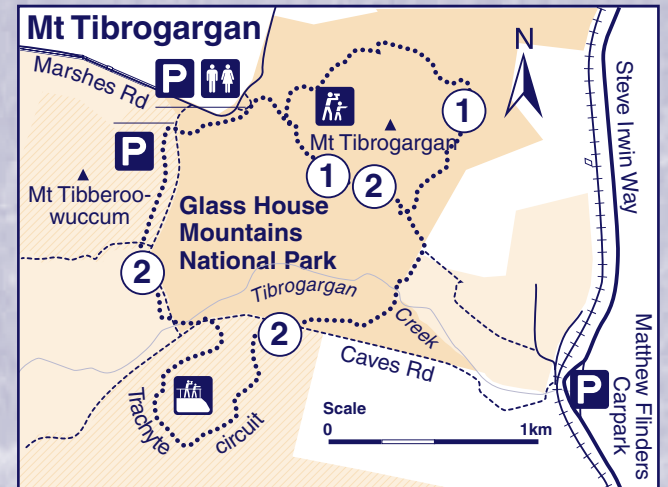 Mt Tibrogargan
Marshes Rd
P
P
N
1
Mt Tibrogargan
1
2
Mt Tibberoo-
wuccum
Glass House
Mountains
National Park
2
Tibrogargan
Creek
2
Caves Rd
Trachyte
circuit
Scale
0
1km
Steve Irwin Way
P
Matthew Flinders
Carpark